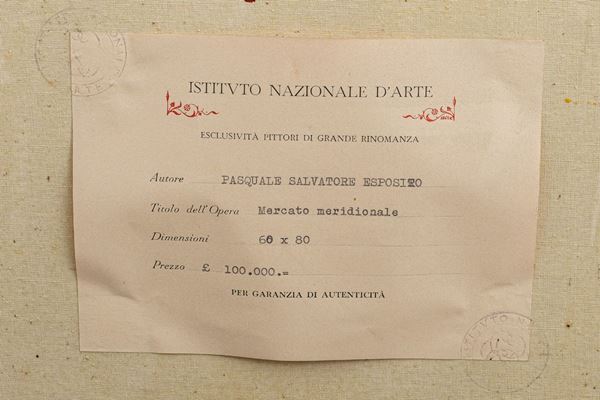 ISTITVTO NAZIONALE D'ARTE
ESCLUSIVITÀ PITTORI DI GRANDE RINOMANZA
Autore PASQUALE SALVATORE ESPOSITO
Titolo dell'Opera Mercato meridionale
Dimensioni 60 x 80
Prezzo £ 100.000.=
PER GARANZIA DI AUTENTICITÀ